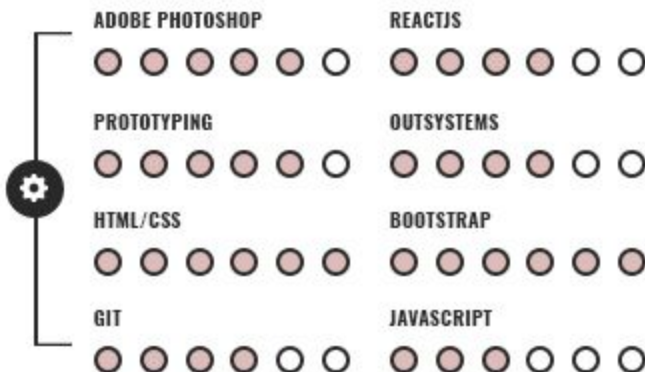 ADOBE PHOTOSHOP
REACTJS
PROTOTYPING
OUTSYSTEMS
HTML/CSS
BOOTSTRAP
GIT
JAVASCRIPT